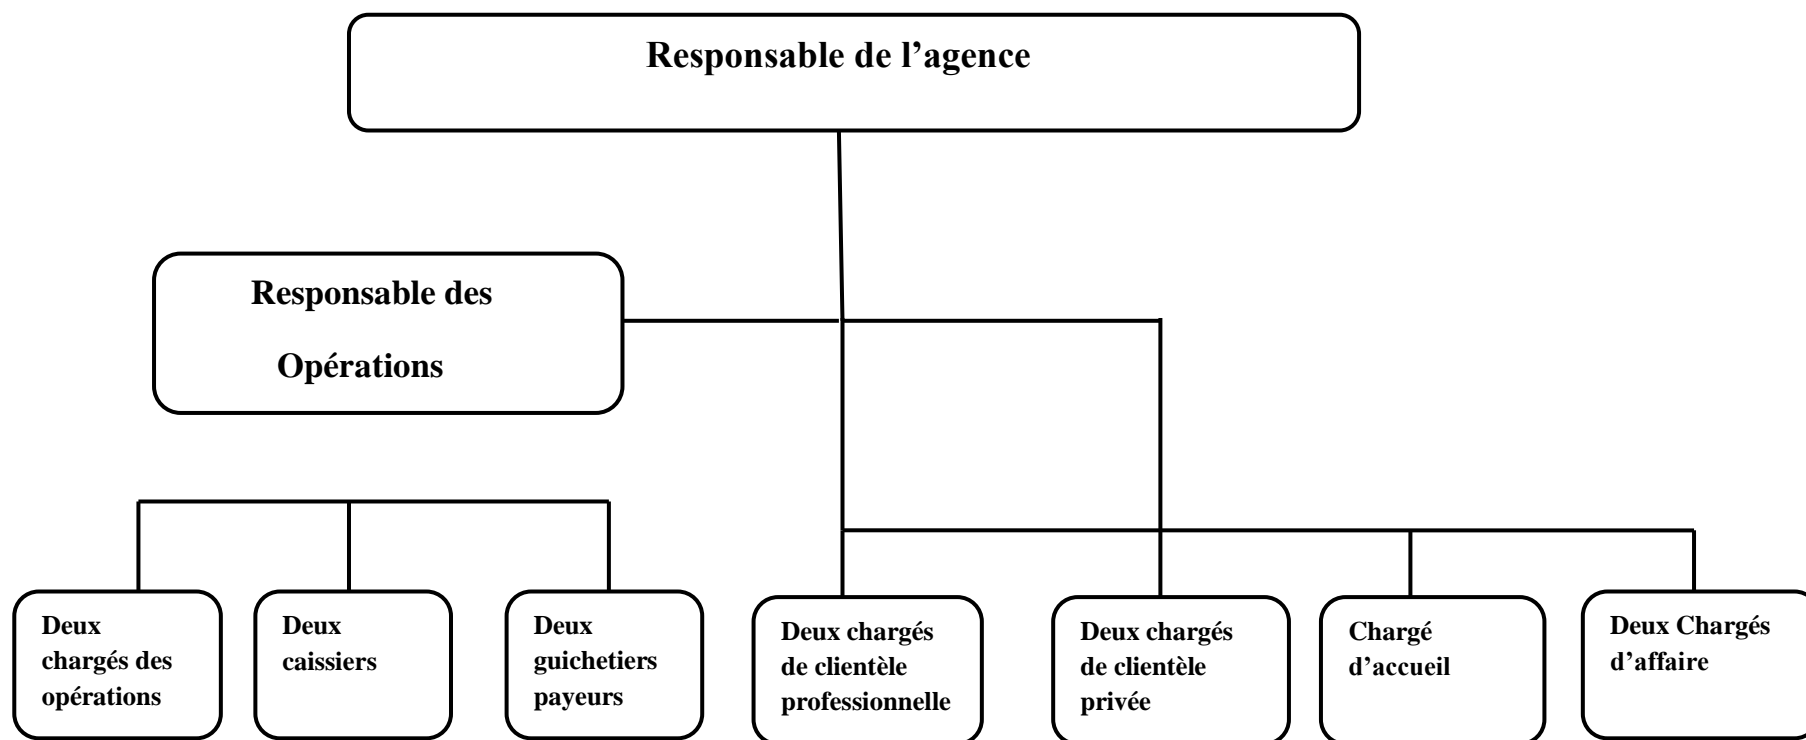 Responsable de l’agence
Responsable des
Opérations
Deux
chargés des
opérations
Deux
caissiers
Deux
guichetiers
payeurs
Deux chargés
de clientèle
professionnelle
Deux chargés
de clientèle
privée
Chargé
d’accueil
Deux Chargés
d’affaire